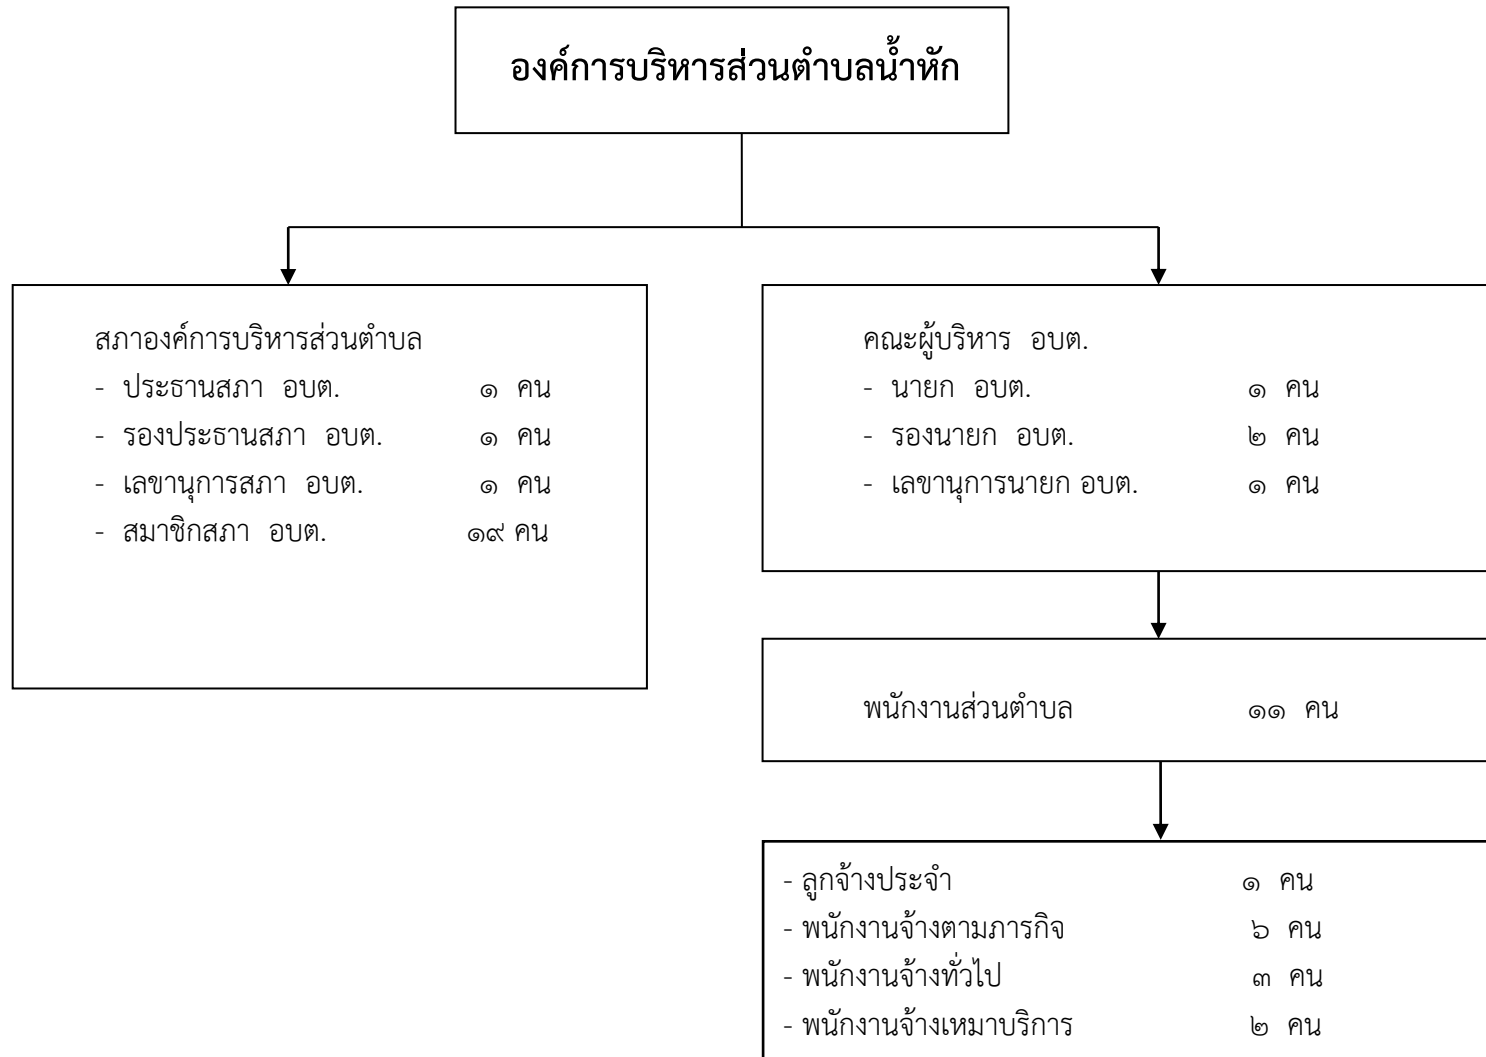 องค์การบริหารส่วนตำบลน้ำหัก
สภาองค์การบริหารส่วนตำบล
- ประธานสภา อบต. ๑ คน
- รองประธานสภา อบต. ๑ คน
- เลขานุการสภา อบต. ๑ คน
- สมาชิกสภา อบต. ๑๙ คน
คณะผู้บริหาร อบต.
- นายก อบต. ๑ คน
- รองนายก อบต. ๒ คน
- เลขานุการนายก อบต. ๑ คน
พนักงานส่วนตำบล ๑๑ คน
- ลูกจ้างประจำ ๑ คน
- พนักงานจ้างตามภารกิจ ๖ คน
- พนักงานจ้างทั่วไป ๓ คน
- พนักงานจ้างเหมาบริการ ๒ คน